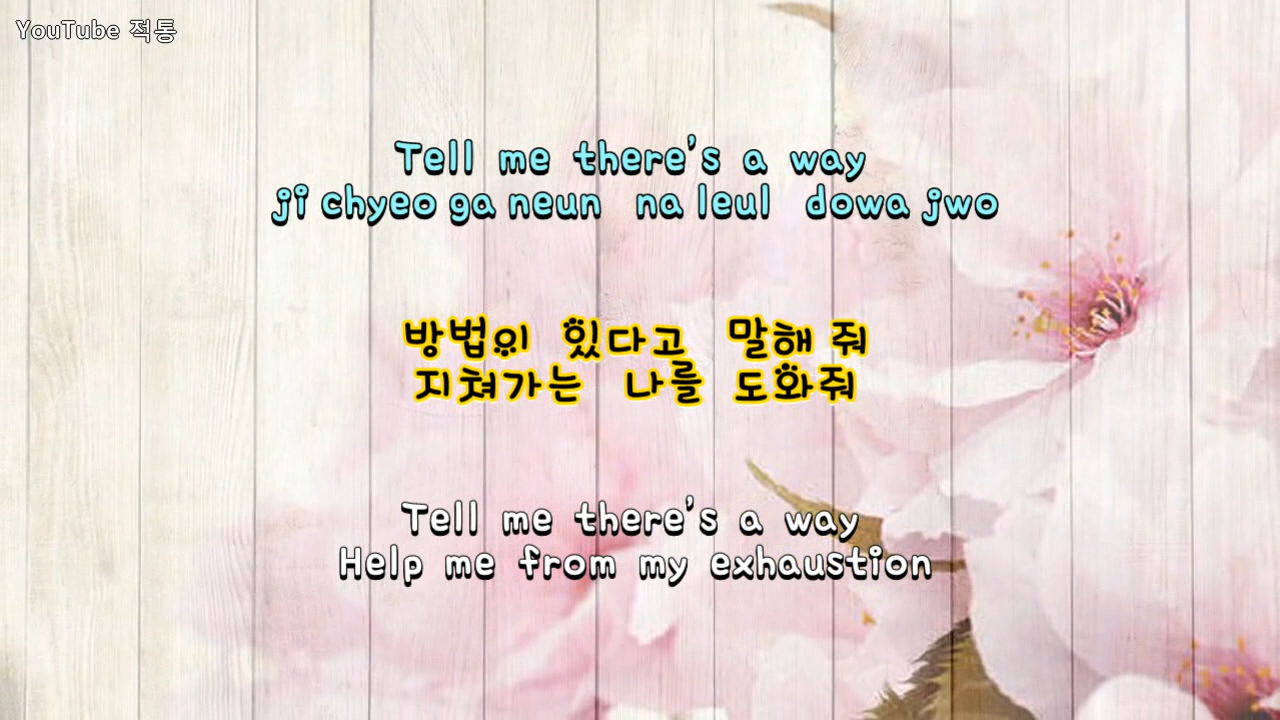 YouTube 적통
Tell me there's a way
ji chyeo ga neun na leul dowa jwo
방법이 있다고 말해 줘
지쳐가는 나를 도와줘
Tell me there's a way
Help me from my exhaustion